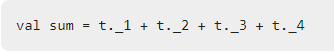 val sum = t._1 + t._2 + t._3 + t._4